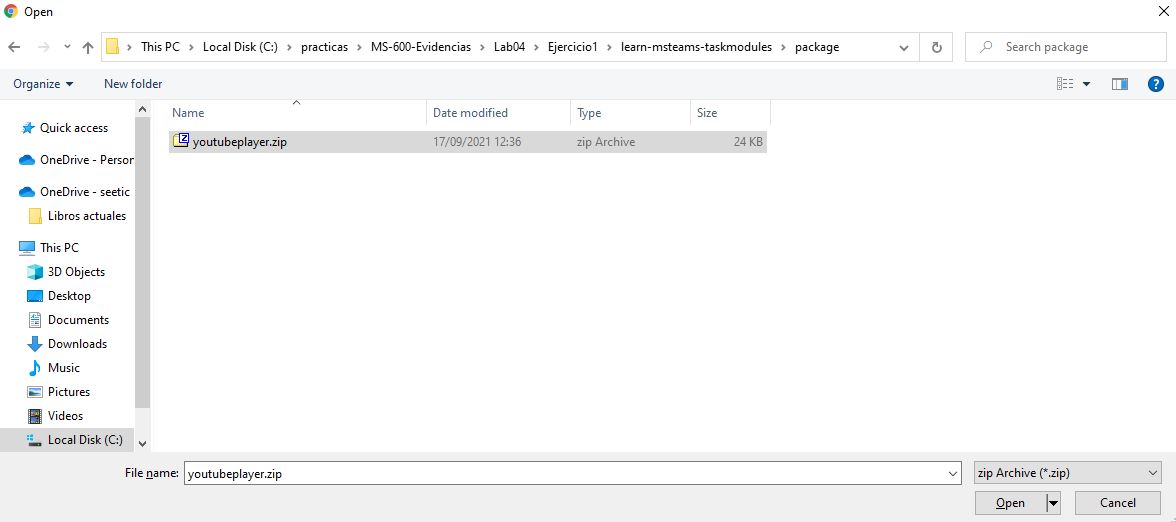 Open
This PC > Local Disk (C:) > practicas > MS-600-Evidencias > Lab04 > Ejercicio1 > learn-msteams-taskmodules > package
Search package
Organize New folder
Name Date modified Type Size
youtubeplayer.zip 17/09/2021 12:36 zip Archive 24 KB
Quick access
OneDrive - Person
OneDrive - seetic
Libros actuales
This PC
3D Objects
Desktop
Documents
Downloads
Music
Pictures
Videos
Local Disk (C:)
File name: youtubeplayer.zip zip Archive (*.zip)
Open Cancel